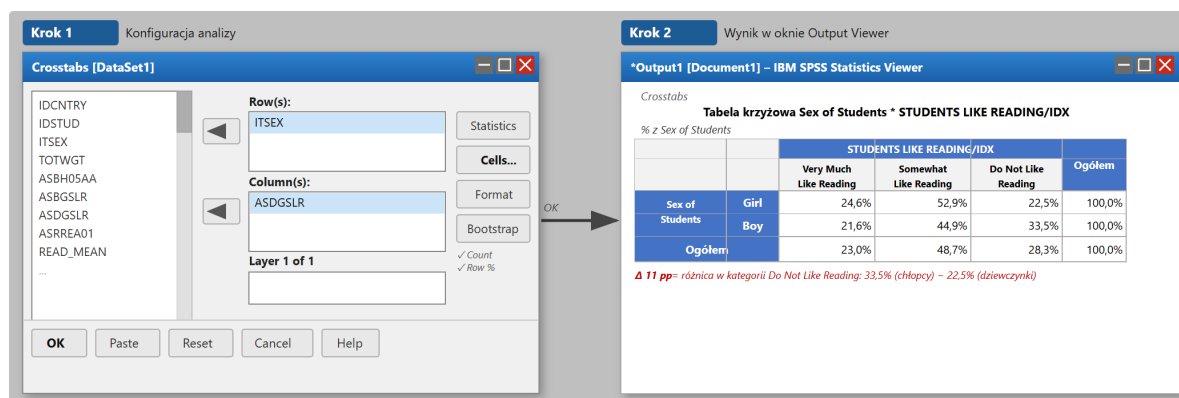 Krok 1 Konfiguracja analizy
Crosstabs [DataSet1]
IDCNTRY
IDSTUD
ITSEX
TOTWGT
ASBH05AA
ASBGSLR
ASDGSLR
ASRREA01
READ_MEAN
...
Row(s):
ITSEX
Column(s):
ASDGSLR
Layer 1 of 1
Statistics
Cells...
Format
Bootstrap
✓ Count
✓ Row %
OK Paste Reset Cancel Help
OK
Krok 2 Wynik w oknie Output Viewer
*Output1 [Document1] – IBM SPSS Statistics Viewer
Crosstabs
Tabela krzyżowa Sex of Students * STUDENTS LIKE READING/IDX
% z Sex of Students
STUDENTS LIKE READING/IDX Ogółem
Very Much Somewhat Do Not Like
Like Reading Like Reading Reading
Sex of Students Girl 24,6% 52,9% 22,5% 100,0%
Boy 21,6% 44,9% 33,5% 100,0%
Ogółem 23,0% 48,7% 28,3% 100,0%
Δ 11 pp= różnica w kategorii Do Not Like Reading: 33,5% (chłopcy) − 22,5% (dziewczynki)